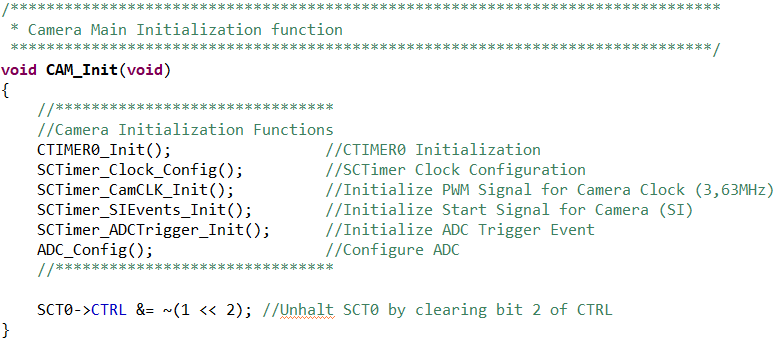 /*******************************************************************************
 * Camera Main Initialization function
 ******************************************************************************/
void CAM_Init(void)
{
    //*******************************
    //Camera Initialization Functions
    CTIMER0_Init();                 //CTIMER0 Initialization
    SCTimer_Clock_Config();         //SCTimer Clock Configuration
    SCTimer_CamCLK_Init();          //Initialize PWM Signal for Camera Clock (3,63MHz)
    SCTimer_SIEvents_Init();        //Initialize Start Signal for Camera (SI)
    SCTimer_ADCTrigger_Init();      //Initialize ADC Trigger Event
    ADC_Config();                   //Configure ADC
    //*******************************
    SCT0->CTRL &= ~(1 << 2); //Unhalt SCT0 by clearing bit 2 of CTRL
}